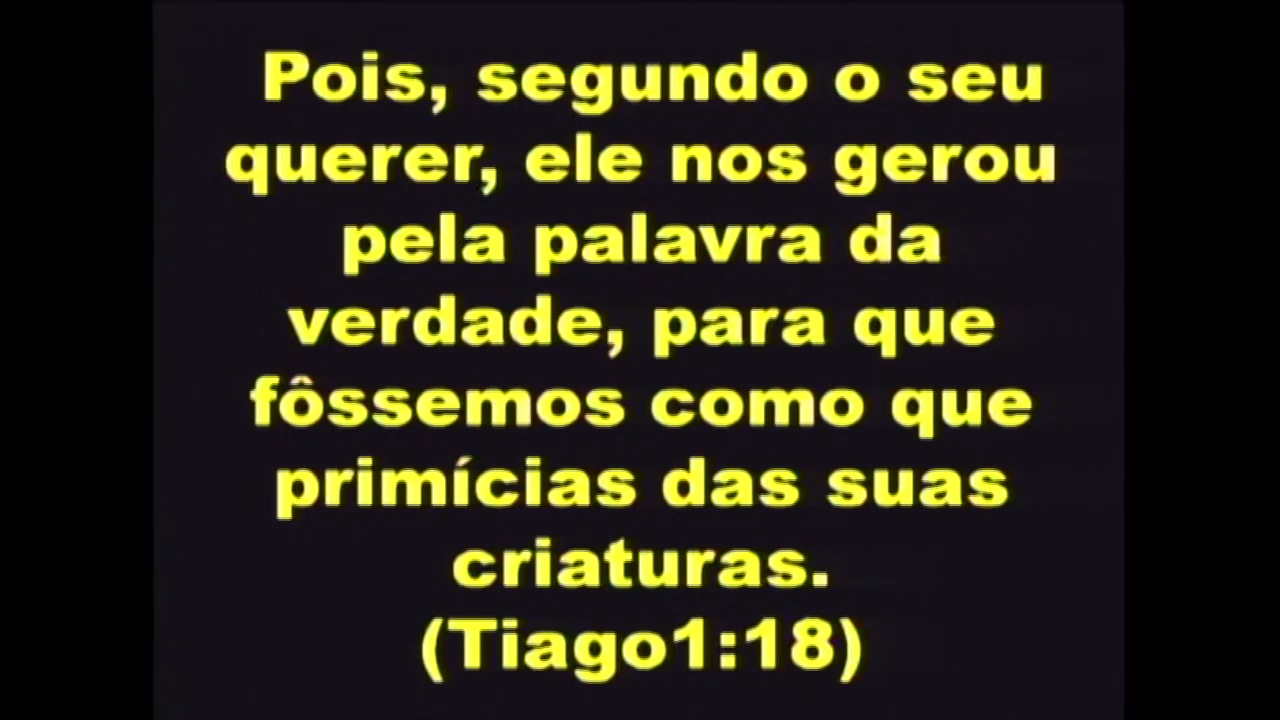 Pois, segundo o seu
querer, ele nos gerou
pela palavra da
verdade, para que
fôssemos como que
primícias das suas
criaturas.
(Tiago1:18)